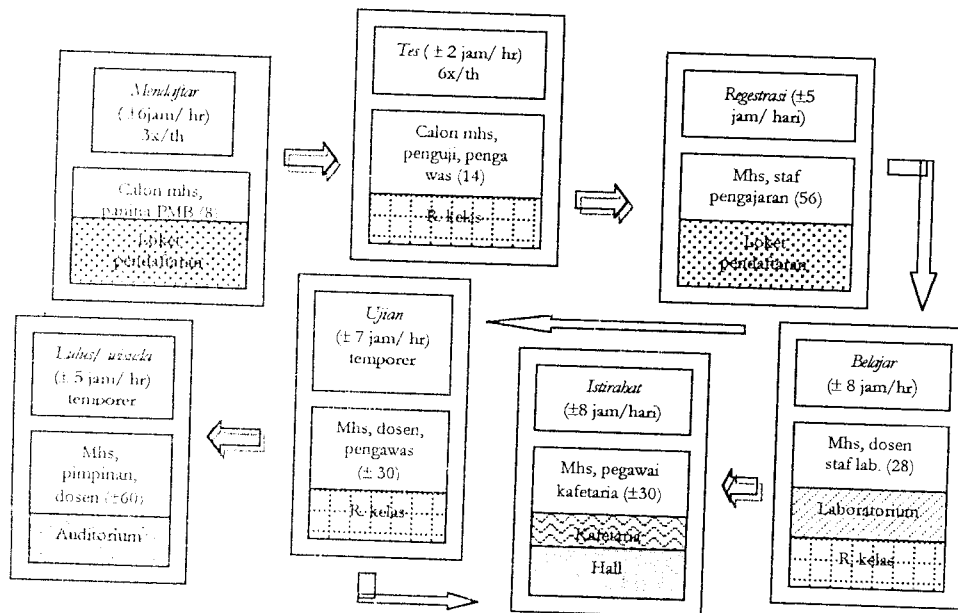 Mendaftar
(±6jam/ hr)
3x/th
Calon mhs,
panitia PMB (8)
Loket
pendaftaran
Tes ( ± 2 jam/ hr)
6x/th
Calon mhs,
penguji, penga
was (14)
R. kelas
Regestrasi (±5
jam/ hari)
Mhs, staf
pengajaran (56)
Loket
pendaftaran
Belajar
(± 8 jam/hr)
Mhs, dosen
staf lab. (28)
Laboratorium
R. kelas
Istirahat
(±8 jam/hari)
Mhs, pegawai
kafetaria (±30)
Kafetaria
Hall
Ujian
(± 7 jam/ hr)
temporer
Mhs, dosen,
pengawas
(± 30)
R. kelas
Lulus/ wisuda
(± 5 jam/ hr)
temporer
Mhs,
pimpinan,
dosen (±60)
Auditorium